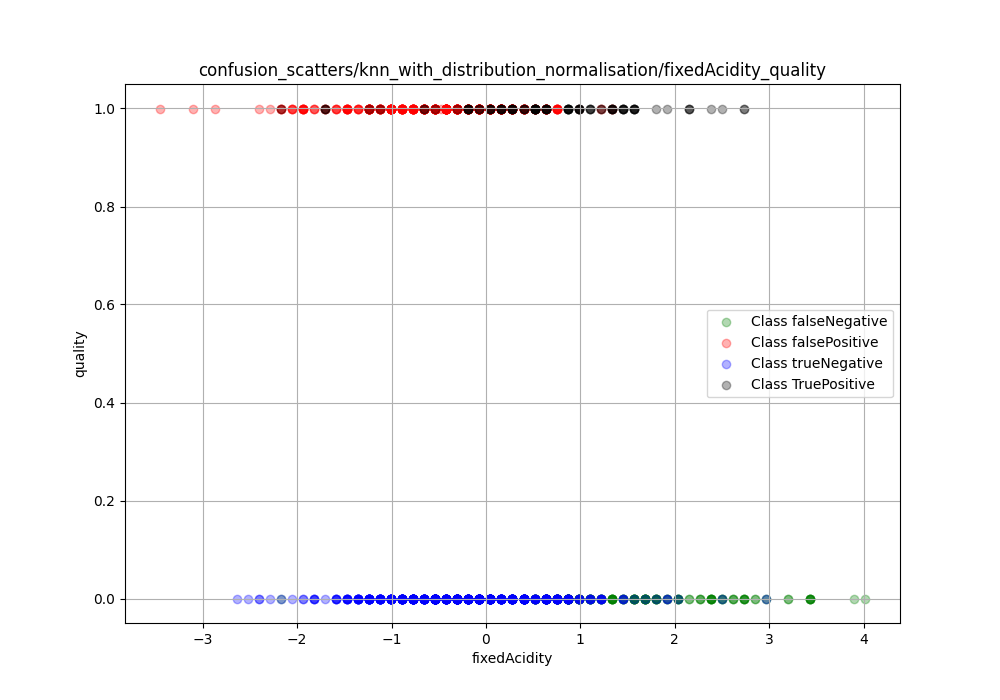 confusion_scatters/knn_with_distribution_normalisation/fixedAcidity_quality
1.0
0.8
0.6
0.4
0.2
0.0
quality
Class falseNegative
Class falsePositive
Class trueNegative
Class TruePositive
−3
−2
−1
0
1
2
3
4
fixedAcidity